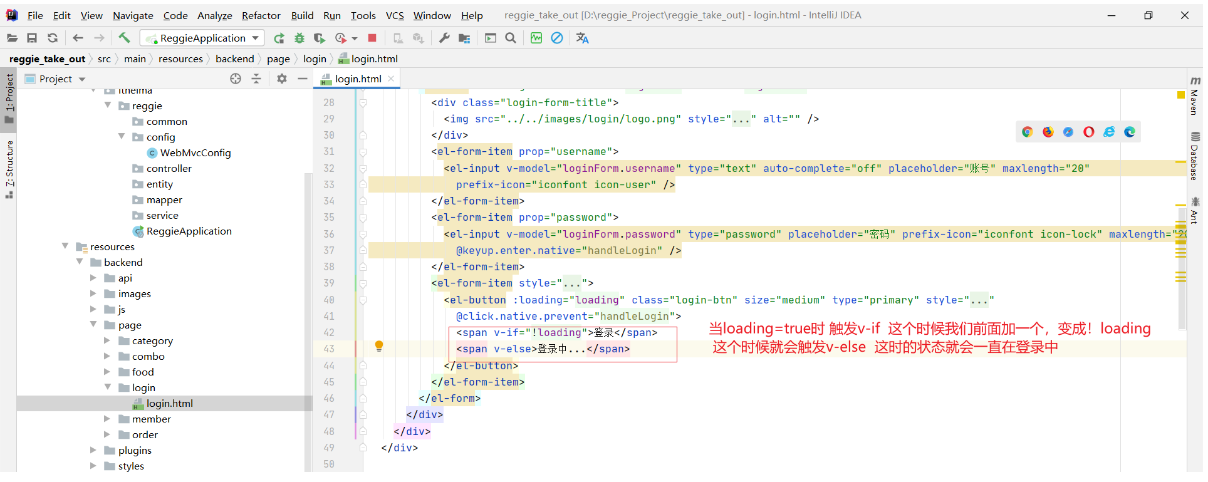 File Edit View Navigate Code Analyze Refactor Build Run Tools VCS Window Help reggie_take_out [D:\reggie_Project\reggie_take_out] - login.html - IntelliJ IDEA
ReggieApplication
reggie_take_out src main resources backend page login login.html
Project
login.html
1: Project
Z: Structure
Maven
Database
Ant
itheima
reggie
common
config
WebMvcConfig
controller
entity
mapper
service
ReggieApplication
resources
backend
api
images
js
page
category
combo
food
login
login.html
member
order
plugins
styles
28 <div class="login-form-title">
29 <img src="../../images/login/logo.png" style="..." alt="" />
30 </div>
31 <el-form-item prop="username">
32 <el-input v-model="loginForm.username" type="text" auto-complete="off" placeholder="账号" maxlength="20"
33 prefix-icon="iconfont icon-user" />
34 </el-form-item>
35 <el-form-item prop="password">
36 <el-input v-model="loginForm.password" type="password" placeholder="密码" prefix-icon="iconfont icon-lock" maxlength="20
37 @keyup.enter.native="handleLogin" />
38 </el-form-item>
39 <el-form-item style="...">
40 <el-button :loading="loading" class="login-btn" size="medium" type="primary" style="..."
41 @click.native.prevent="handleLogin">
42 <span v-if="!loading">登录</span>
43 <span v-else>登录中...</span>
44 </el-button>
45 </el-form-item>
46 </el-form>
47 </div>
48 </div>
49 </div>
50
当loading=true时 触发v-if 这个时候我们前面加一个，变成！loading
这个时候就会触发v-else 这时的状态就会一直在登录中